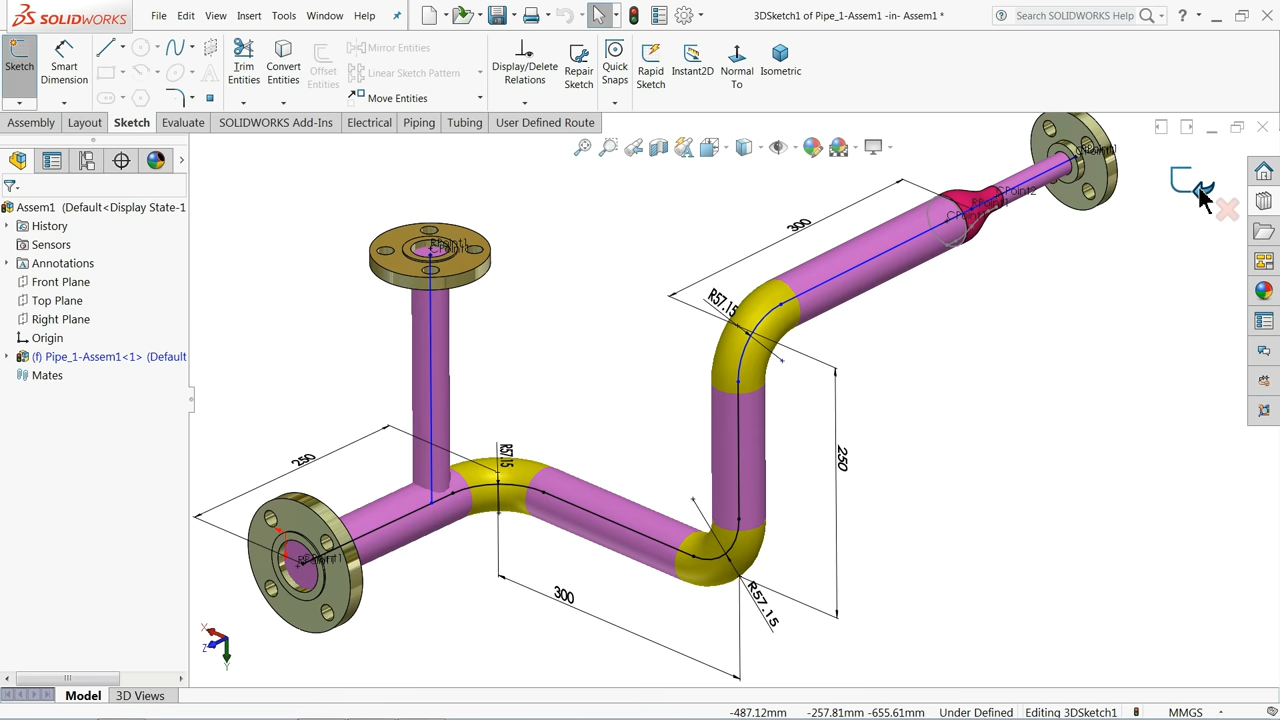 SOLIDWORKS
File Edit View Insert Tools Window Help
3DSketch1 of Pipe_1-Assem1 -in- Assem1 *
Search SOLIDWORKS Help
Sketch
Smart Dimension
Trim Entities
Convert Entities
Offset Entities
Mirror Entities
Linear Sketch Pattern
Move Entities
Display/Delete Relations
Repair Sketch
Quick Snaps
Rapid Sketch
Instant2D
Normal To
Isometric
Assembly Layout Sketch Evaluate SOLIDWORKS Add-Ins Electrical Piping Tubing User Defined Route
Assem1 (Default<Display State-1
History
Sensors
Annotations
Front Plane
Top Plane
Right Plane
Origin
(f) Pipe_1-Assem1<1> (Default
Mates
CPoint2
CPoint1
300
R57.15
250
250
R57.15
300
R57.15
X
Z
Y
Model 3D Views
-487.12mm -257.81mm -655.61mm Under Defined Editing 3DSketch1 MMGS